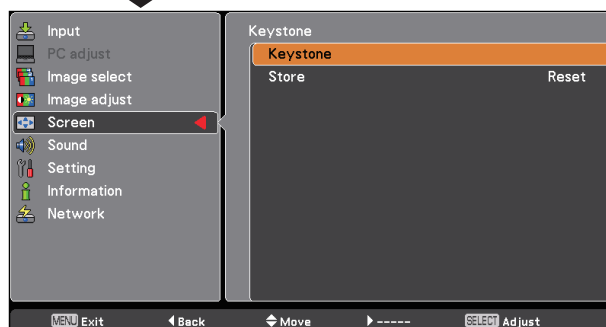 Input
PC adjust
Image select
Image adjust
Screen
Sound
Setting
Information
Network
Keystone
Keystone
Store Reset
MENU Exit Back Move ----- SELECT Adjust